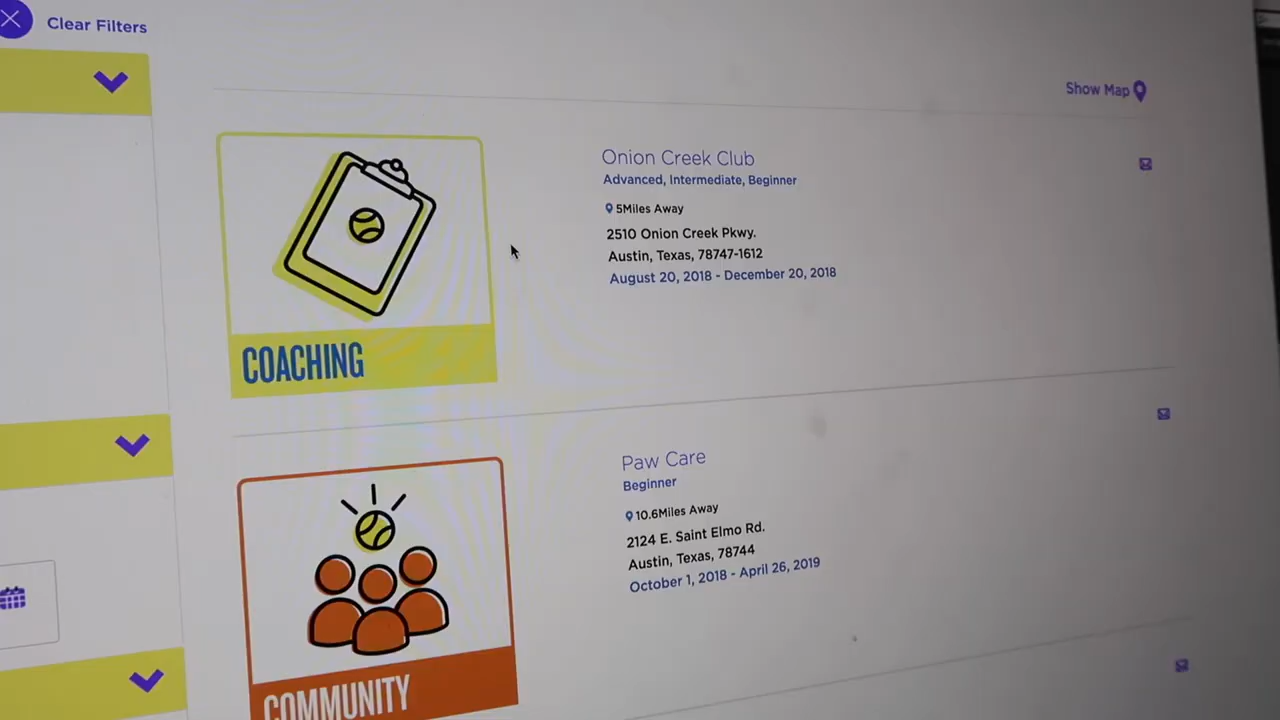 Clear Filters
Show Map
Onion Creek Club
Advanced, Intermediate, Beginner
5Miles Away
2510 Onion Creek Pkwy.
Austin, Texas, 78747-1612
August 20, 2018 - December 20, 2018
COACHING
Paw Care
Beginner
10.6Miles Away
2124 E. Saint Elmo Rd.
Austin, Texas, 78744
October 1, 2018 - April 26, 2019
COMMUNITY